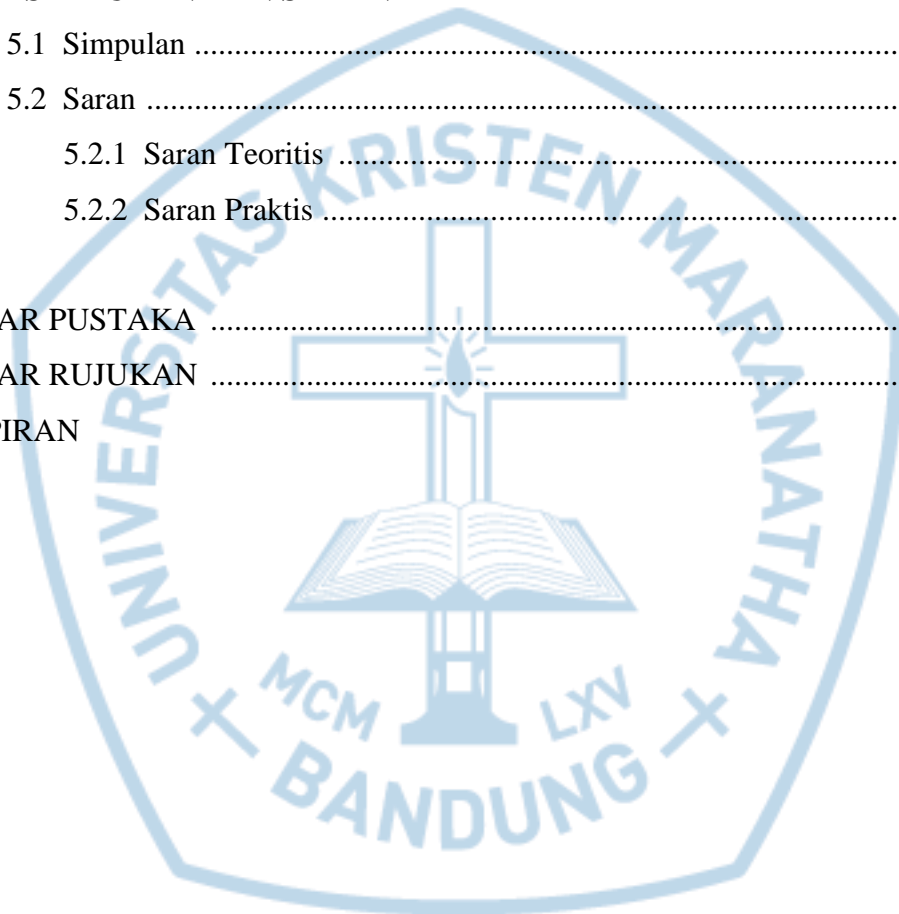 5.1 Simpulan ....................................................................................
5.2 Saran ..........................................................................................
5.2.1 Saran Teoritis .....................................................................
5.2.2 Saran Praktis .......................................................................
AR PUSTAKA ..................................................................................
AR RUJUKAN ..................................................................................
PIRAN
UNIVERSITAS KRISTEN MARANATHA
MCM LXV
BANDUNG